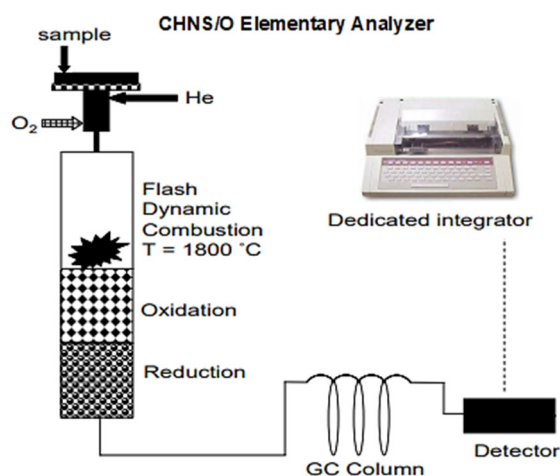 CHNS/O Elementary Analyzer
sample
He
O₂
Flash
Dynamic
Combustion
T = 1800 °C
Dedicated integrator
Oxidation
Reduction
GC Column
Detector